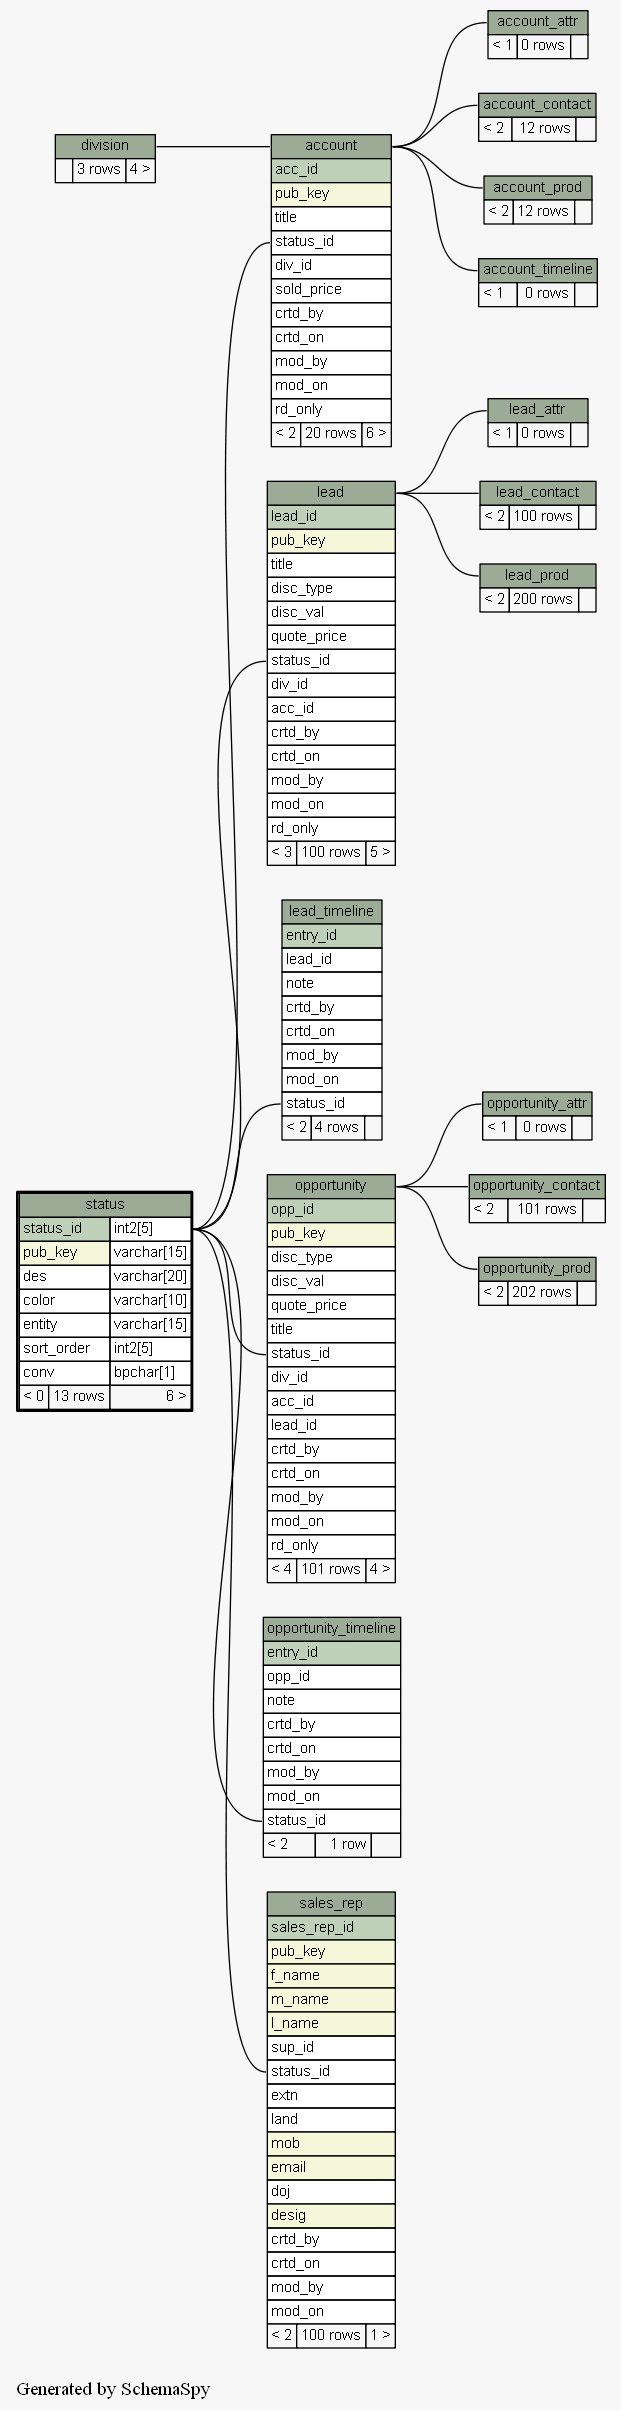 account_attr
< 1 0 rows
account_contact
< 2 12 rows
account_prod
< 2 12 rows
account_timeline
< 1 0 rows
division
3 rows 4 >
account
acc_id
pub_key
title
status_id
div_id
sold_price
crtd_by
crtd_on
mod_by
mod_on
rd_only
< 2 20 rows 6 >
lead_attr
< 1 0 rows
lead_contact
< 2 100 rows
lead_prod
< 2 200 rows
lead
lead_id
pub_key
title
disc_type
disc_val
quote_price
status_id
div_id
acc_id
crtd_by
crtd_on
mod_by
mod_on
rd_only
< 3 100 rows 5 >
lead_timeline
entry_id
lead_id
note
crtd_by
crtd_on
mod_by
mod_on
status_id
< 2 4 rows
opportunity_attr
< 1 0 rows
opportunity_contact
< 2 101 rows
opportunity_prod
< 2 202 rows
status
status_id int2[5]
pub_key varchar[15]
des varchar[20]
color varchar[10]
entity varchar[15]
sort_order int2[5]
conv bpchar[1]
< 0 13 rows 6 >
opportunity
opp_id
pub_key
disc_type
disc_val
quote_price
title
status_id
div_id
acc_id
lead_id
crtd_by
crtd_on
mod_by
mod_on
rd_only
< 4 101 rows 4 >
opportunity_timeline
entry_id
opp_id
note
crtd_by
crtd_on
mod_by
mod_on
status_id
< 2 1 row
sales_rep
sales_rep_id
pub_key
f_name
m_name
l_name
sup_id
status_id
extn
land
mob
email
doj
desig
crtd_by
crtd_on
mod_by
mod_on
< 2 100 rows 1 >
Generated by SchemaSpy